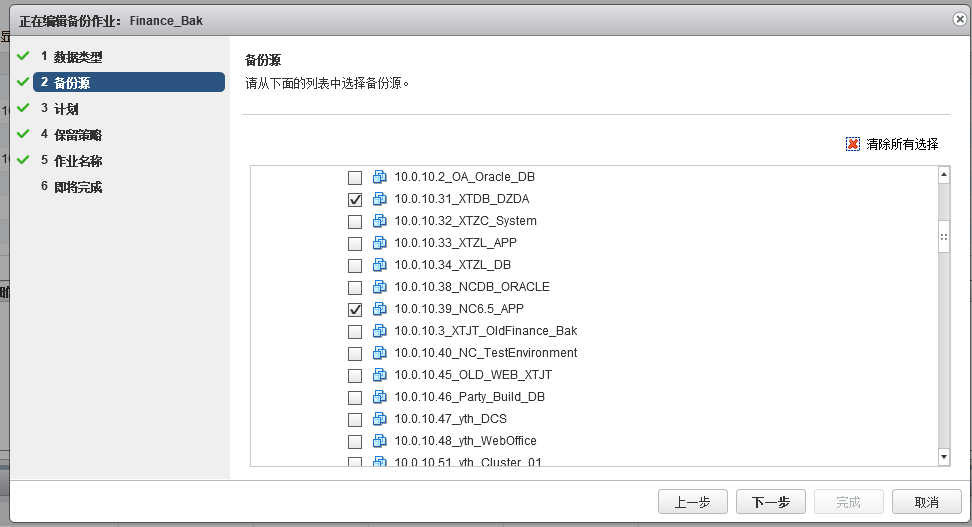 正在编辑备份作业： Finance_Bak
1 数据类型
2 备份源
3 计划
4 保留策略
5 作业名称
6 即将完成
备份源
请从下面的列表中选择备份源。
清除所有选择
10.0.10.2_OA_Oracle_DB
10.0.10.31_XTDB_DZDA
10.0.10.32_XTZC_System
10.0.10.33_XTZL_APP
10.0.10.34_XTZL_DB
10.0.10.38_NCDB_ORACLE
10.0.10.39_NC6.5_APP
10.0.10.3_XTJT_OldFinance_Bak
10.0.10.40_NC_TestEnvironment
10.0.10.45_OLD_WEB_XTJT
10.0.10.46_Party_Build_DB
10.0.10.47_yth_DCS
10.0.10.48_yth_WebOffice
10.0.10.51_yth_Cluster_01
上一步 下一步 完成 取消